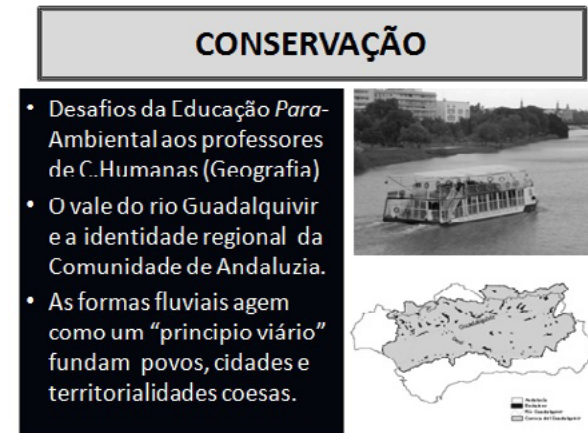 CONSERVAÇÃO
• Desafios da Educação Para-
Ambiental aos professores
de C.Humanas (Geografia)
• O vale do rio Guadalquivir
e a identidade regional da
Comunidade de Andaluzia.
• As formas fluviais agem
como um “principio viário”
fundam povos, cidades e
territorialidades coesas.
Guadalquivir